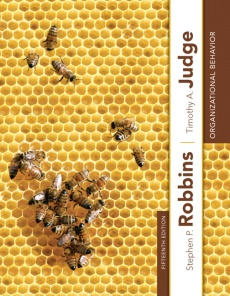 Stephen P. Robbins | Timothy A. Judge
ORGANIZATIONAL BEHAVIOR
FIFTEENTH EDITION